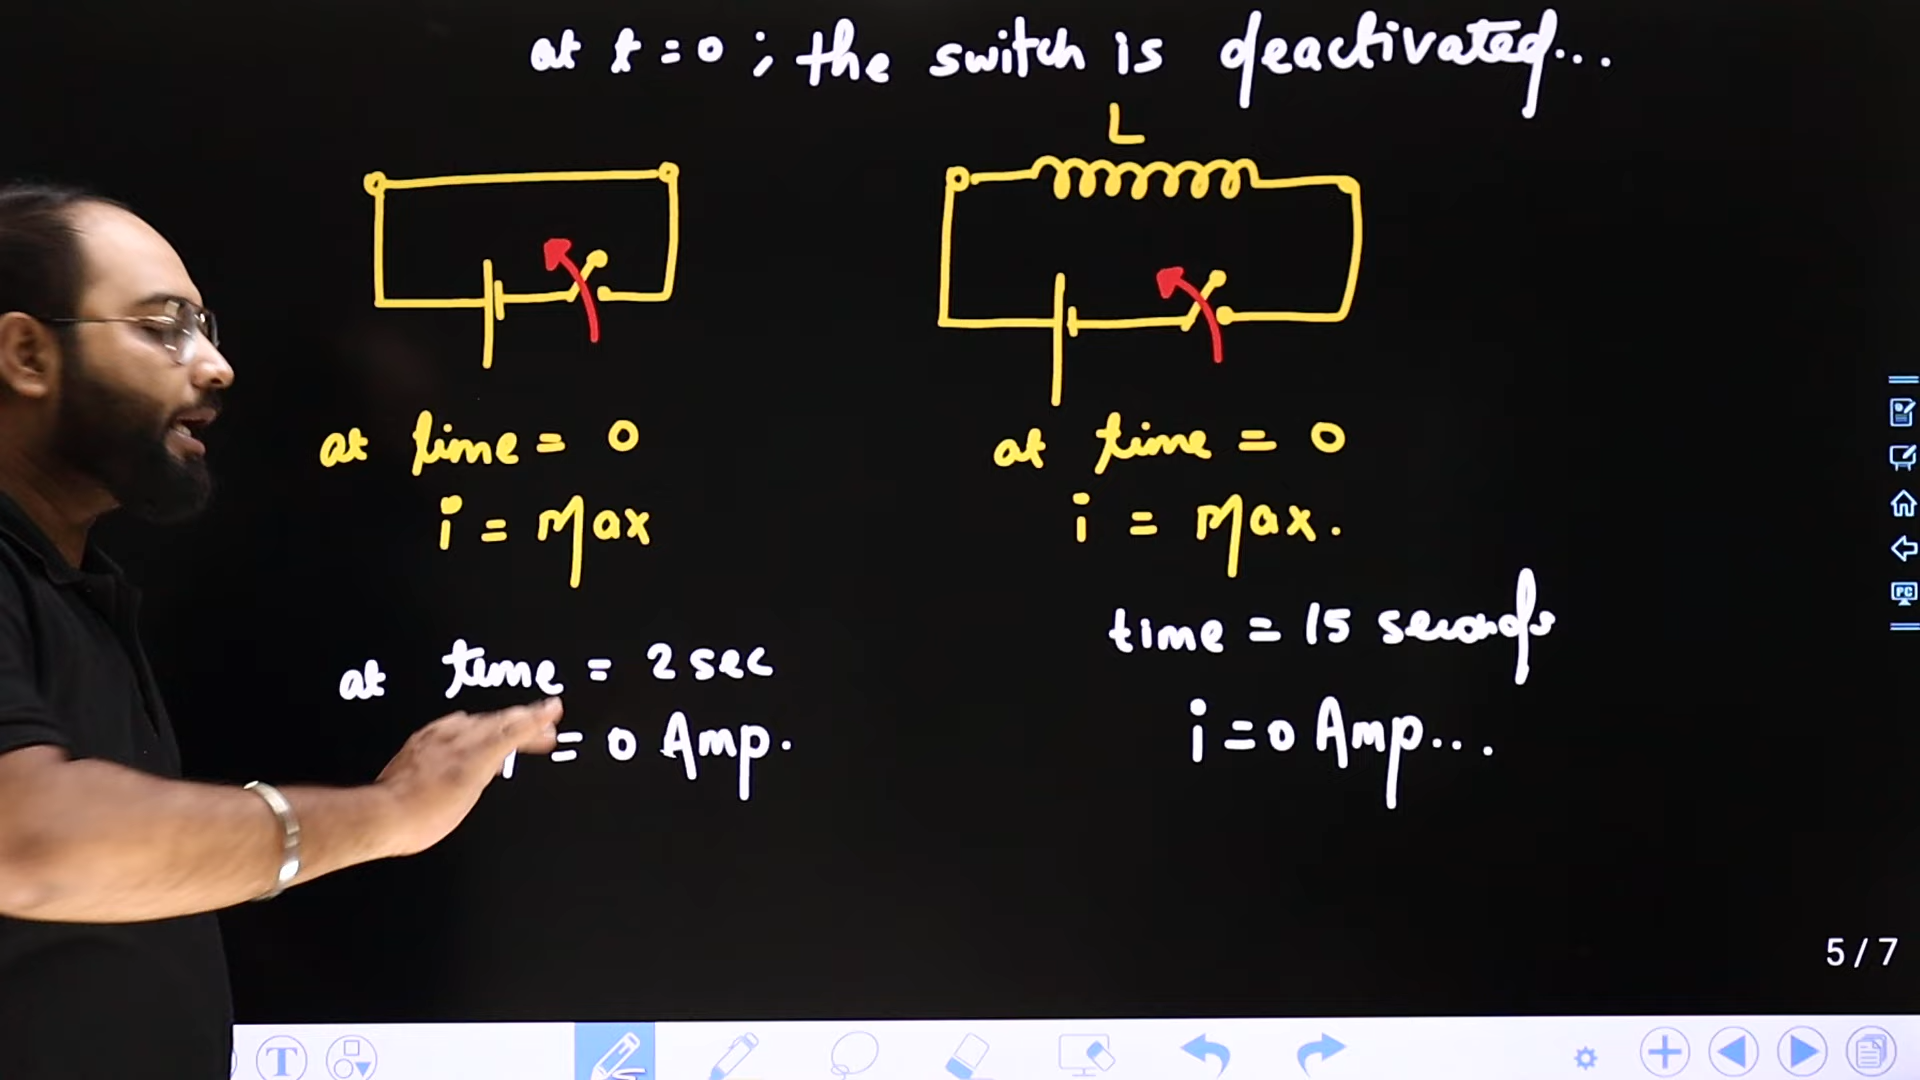 at t = 0 ; the switch is deactivated...
L
at time = 0
i = Max
at time = 0
i = Max.
at time = 2 sec
i = 0 Amp.
time = 15 seconds
i = 0 Amp...
5 / 7
T
PC